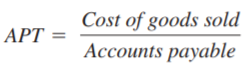 APT = Cost of goods sold
Accounts payable